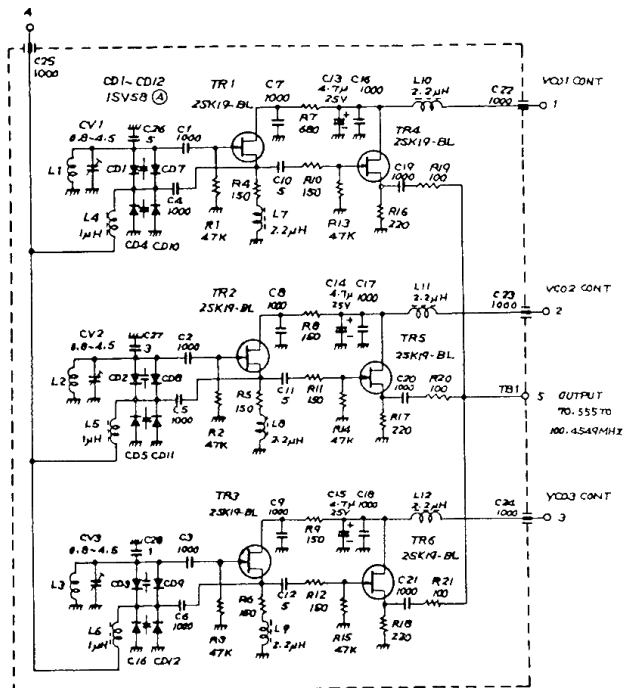 4
C25
1000
CD1~CD12
1SV58 Ⓐ
TR1
2SK19-BL
C7
1000
C13
4.7μ
25V
C16
1000
L10
2.2μH
C22
1000
VCO1 CONT
1
CV1
0.8~4.5
C26
5
C1
1000
R7
680
TR4
2SK19-BL
C19
1000
R19
100
L1
CD1
CD7
C4
1000
R4
150
C10
5
R10
150
L4
1μH
CD4
CD10
R1
47K
L7
2.2μH
R13
47K
R16
220
TR2
2SK19-BL
C8
1000
C14
4.7μ
25V
C17
1000
L11
2.2μH
C23
1000
VCO2 CONT
2
CV2
0.8~4.5
C27
3
C2
1000
R8
150
TR5
2SK19-BL
C20
1000
R20
100
TB1
5
OUTPUT
70.555 TO
100.4549MHZ
L2
CD2
CD8
C5
1000
R5
150
C11
5
R11
150
L5
1μH
CD5
CD11
R2
47K
L8
2.2μH
R14
47K
R17
220
TR3
2SK19-BL
C9
1000
C15
4.7μ
25V
C18
1000
L12
2.2μH
C24
1000
VCO3 CONT
3
CV3
0.8~4.5
C28
1
C3
1000
R9
150
TR6
2SK19-BL
C21
1000
R21
100
L3
CD3
CD9
C6
1000
R6
150
C12
5
R12
150
L6
1μH
C16
CD12
R3
47K
L9
2.2μH
R15
47K
R18
220